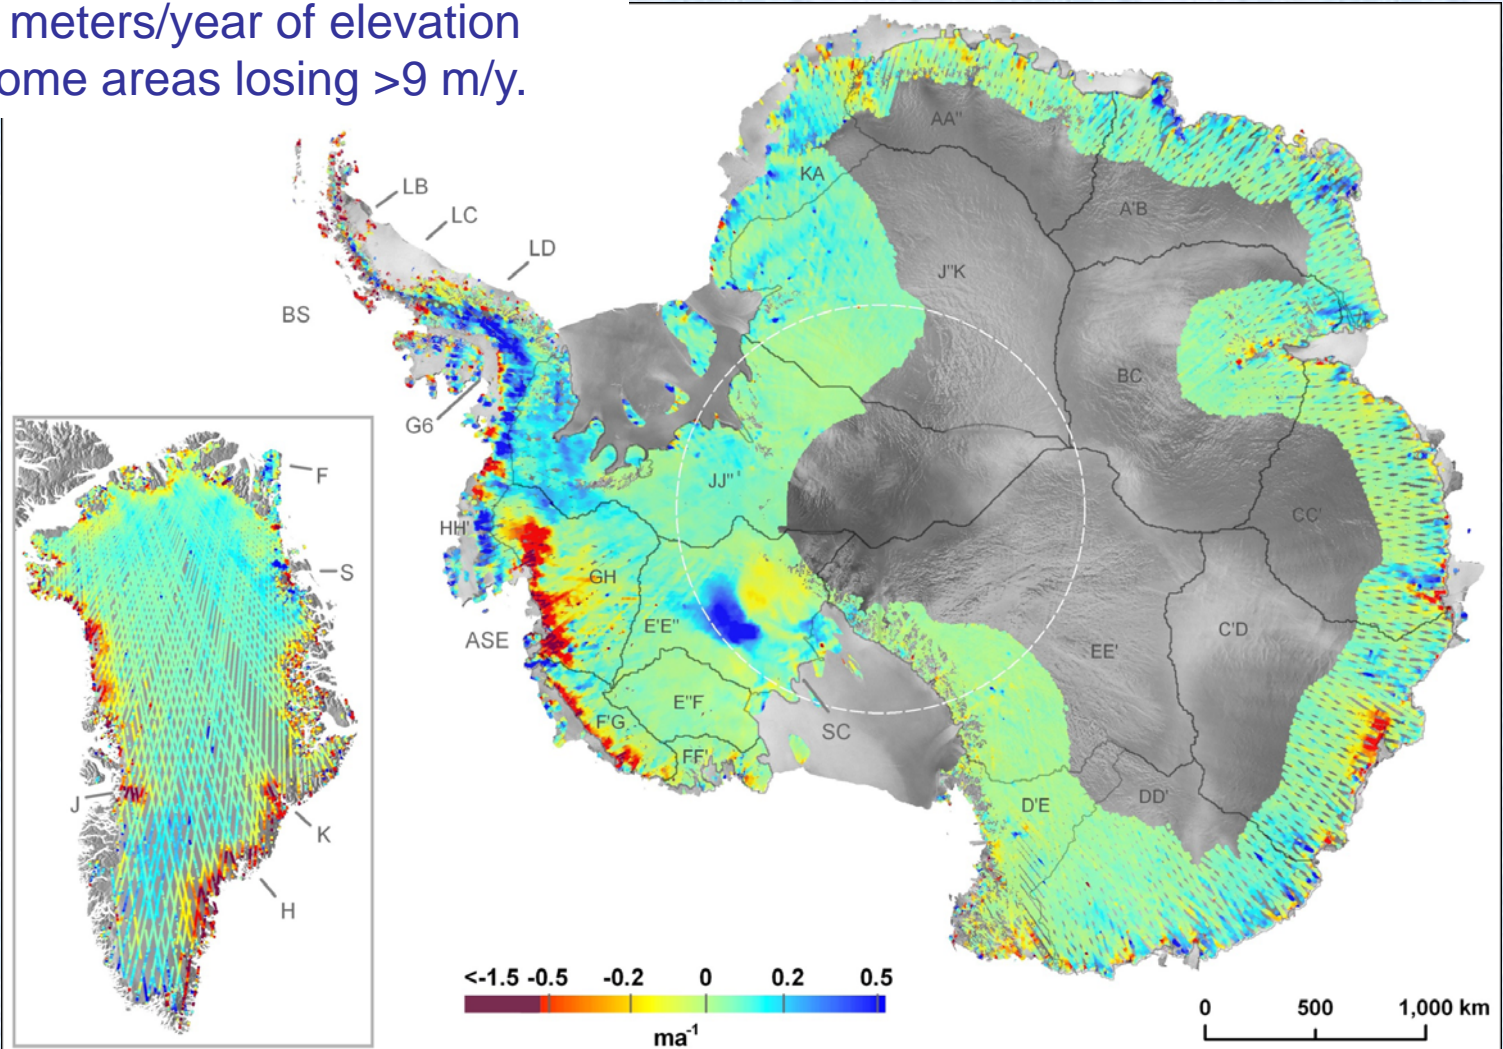 meters/year of elevation
ome areas losing >9 m/y.
AA"
KA
LB
A'B
LC
LD
J"K
BS
BC
G6
F
JJ"
CC'
HH'
S
GH
E'E"
C'D
ASE
EE'
E"F
F'G
SC
FF'
J
D'E
DD'
K
H
<-1.5 -0.5 -0.2 0 0.2 0.5
ma-1
0 500 1,000 km